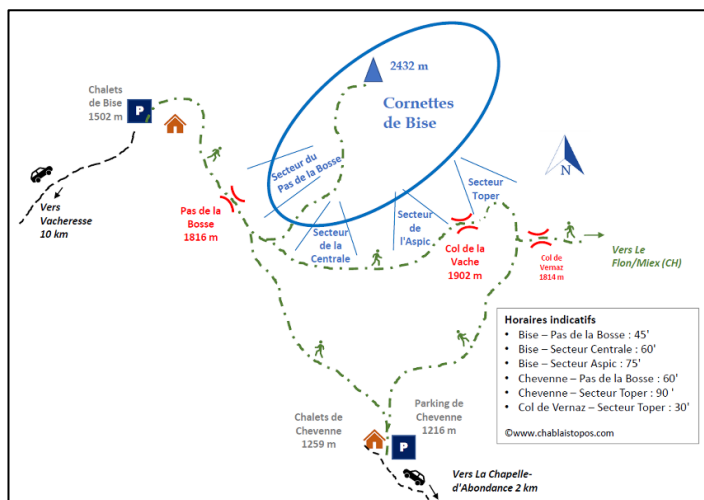 2432 m
Cornettes
de Bise
Chalets
de Bise
1502 m
P
Vers
Vacheresse
10 km
Secteur du
Pas de la Bosse
Pas de la
Bosse
1816 m
Secteur
de la
Centrale
Secteur
de
l'Aspic
Secteur
Toper
N
Col de la
Vache
1902 m
Col de
Vernaz
1814 m
Vers Le
Flon/Miex (CH)
Horaires indicatifs
• Bise – Pas de la Bosse : 45'
• Bise – Secteur Centrale : 60'
• Bise – Secteur Aspic : 75'
• Chevenne – Pas de la Bosse : 60'
• Chevenne – Secteur Toper : 90 '
• Col de Vernaz – Secteur Toper : 30'
©www.chablaistopos.com
Chalets de
Chevenne
1259 m
Parking de
Chevenne
1216 m
P
Vers La Chapelle-
d'Abondance 2 km